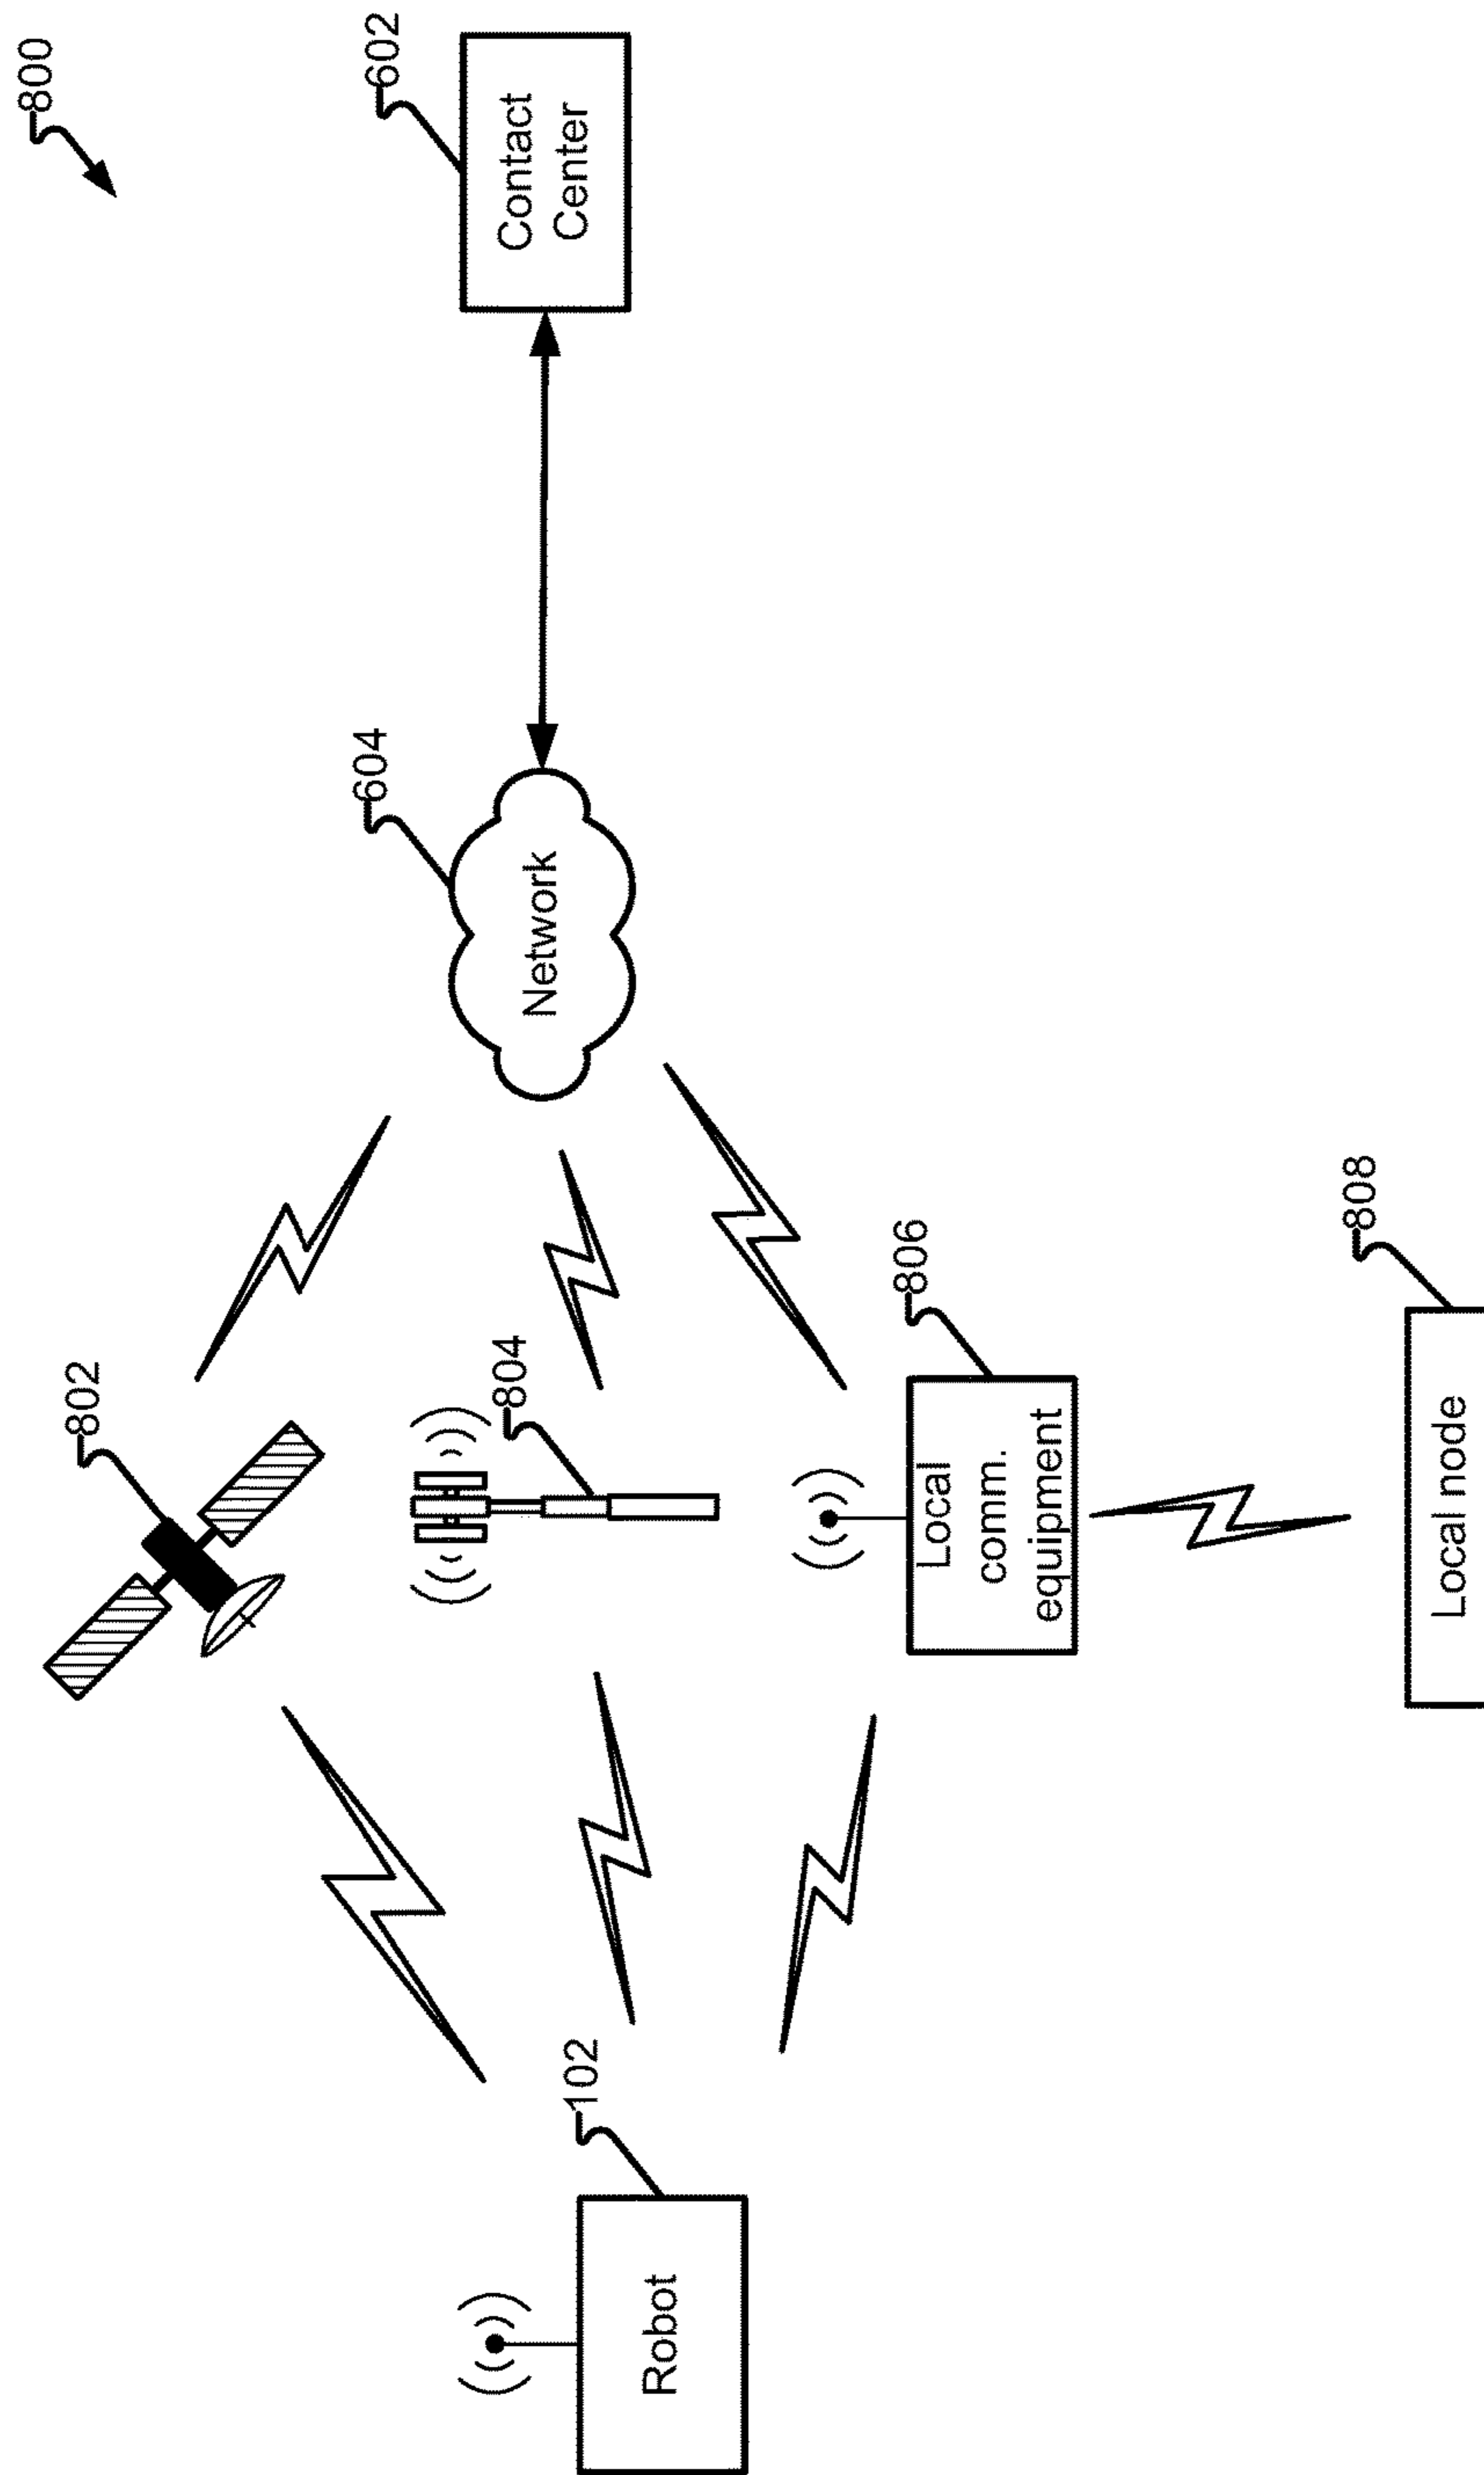 800
802
604
602
Contact
Center
Network
804
102
Robot
806
Local
comm.
equipment
808
Local node